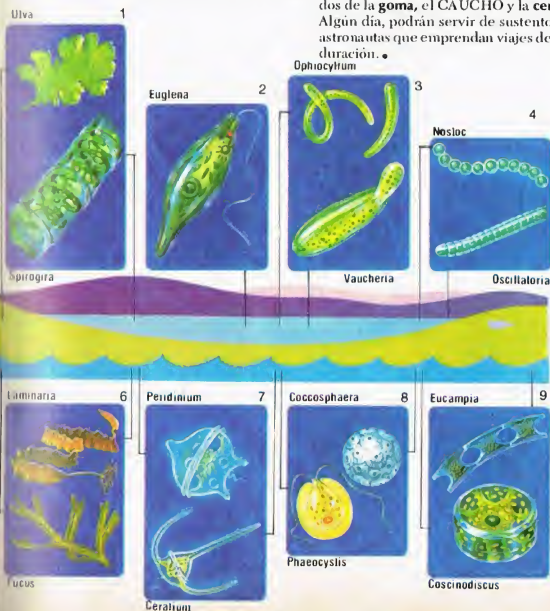 dos de la goma, el CAUCHO y la cer
Algún día, podrán servir de sustento
astronautas que emprendan viajes de
duración.
Ulva 1
Euglena 2
Ophiocytrum 3
Nosloc 4
Spirogira
Vaucheria
Oscillatoria
Laminaria 6
Peridinium 7
Coccosphaera 8
Eucampia 9
Fucus
Ceratium
Phaeocystis
Coscinodiscus